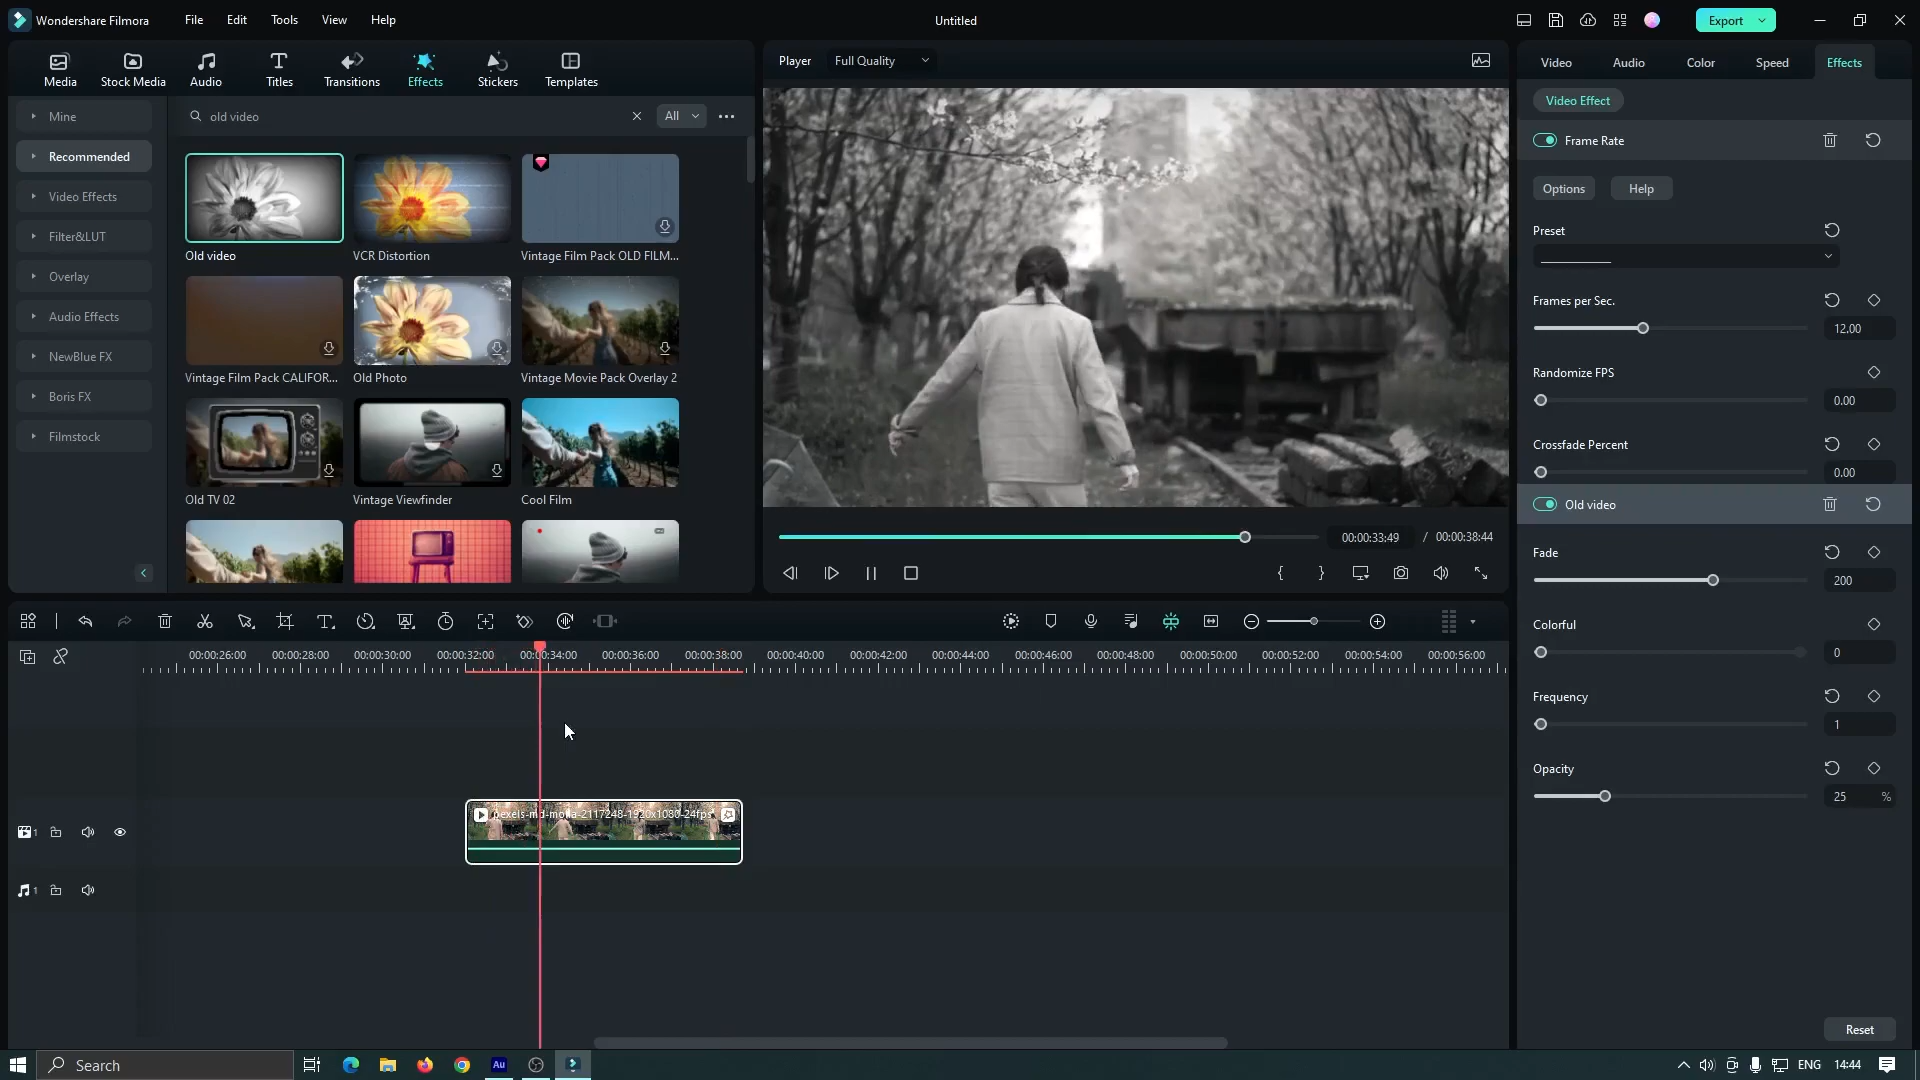 Wondershare Filmora
File
Edit
Tools
View
Help
Untitled
Export
Media
Stock Media
Audio
Titles
Transitions
Effects
Stickers
Templates
Player
Full Quality
Video
Audio
Color
Speed
Effects
Mine
Recommended
Video Effects
Filter&LUT
Overlay
Audio Effects
NewBlue FX
Boris FX
Filmstock
old video
All
Old video
VCR Distortion
Vintage Film Pack OLD FILM...
Vintage Film Pack CALIFOR...
Old Photo
Vintage Movie Pack Overlay 2
Old TV 02
Vintage Viewfinder
Cool Film
00:00:33:49
/
00:00:38:44
Video Effect
Frame Rate
Options
Help
Preset
Frames per Sec.
12.00
Randomize FPS
0.00
Crossfade Percent
0.00
Old video
Fade
200
Colorful
0
Frequency
1
Opacity
25
%
Reset
00:00:26:00
00:00:28:00
00:00:30:00
00:00:32:00
00:00:34:00
00:00:36:00
00:00:38:00
00:00:40:00
00:00:42:00
00:00:44:00
00:00:46:00
00:00:48:00
00:00:50:00
00:00:52:00
00:00:54:00
00:00:56:00
pexels-md-motia-2117248-1920x1080-24fps
1
1
Search
Au
ENG
14:44